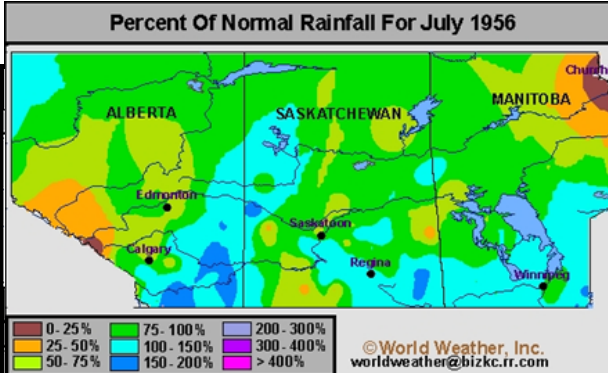 Percent Of Normal Rainfall For July 1956
ALBERTA
SASKATCHEWAN
MANITOBA
Edmonton
Saskatoon
Calgary
Regina
Winnipeg
0 - 25%
75 - 100%
200 - 300%
25 - 50%
100 - 150%
300 - 400%
50 - 75%
150 - 200%
> 400%
©World Weather, Inc.
worldweather@bizkc.rr.com